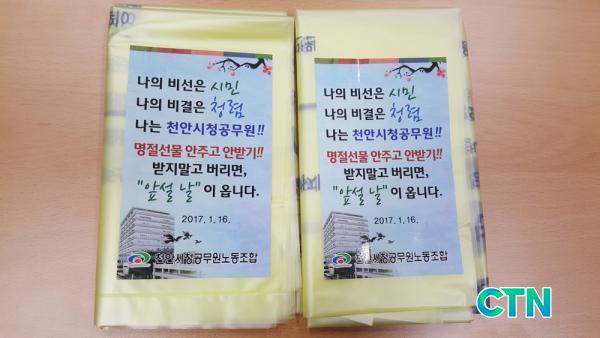 나의 비선은 시민
나의 비결은 청렴
나는 천안시청공무원!!
명절선물 안주고 안받기!!
받지말고 버리면,
"앞설 날"이 옵니다.
2017. 1. 16.
천안시청공무원노동조합
나의 비선은 시민
나의 비결은 청렴
나는 천안시청공무원!!
명절선물 안주고 안받기!!
받지말고 버리면,
"앞설 날"이 옵니다.
2017. 1. 16.
천안시청공무원노동조합
CTN